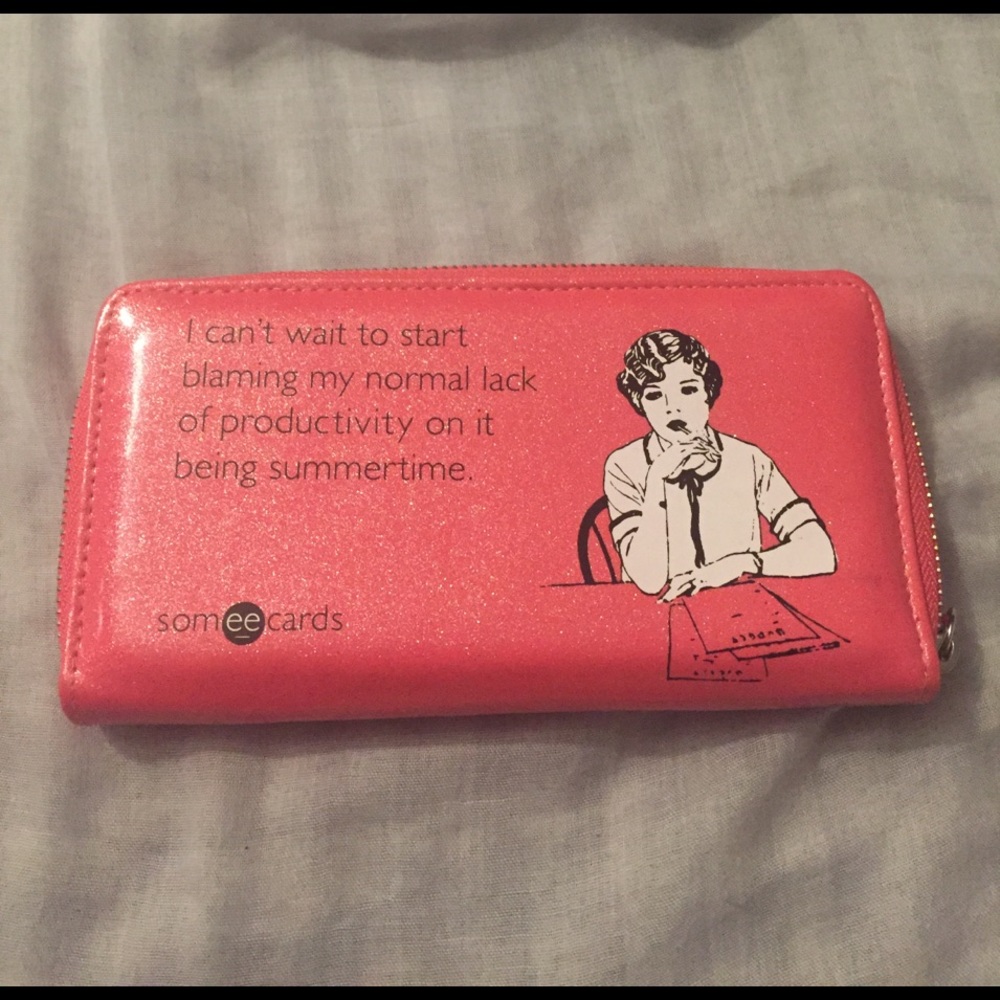 I can't wait to start
blaming my normal lack
of productivity on it
being summertime.
someecards